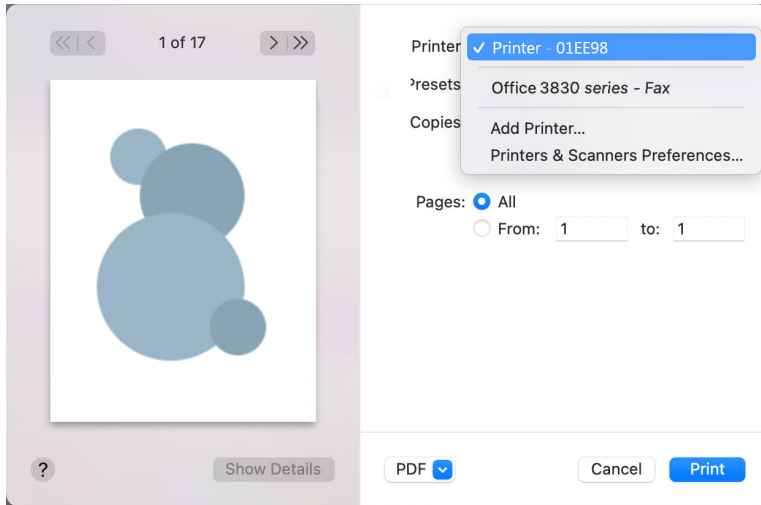 1 of 17
Printer
Printer - 01EE98
Presets
Office 3830 series - Fax
Copies
Add Printer...
Printers & Scanners Preferences...
Pages: All
From: 1 to: 1
? Show Details PDF Cancel Print